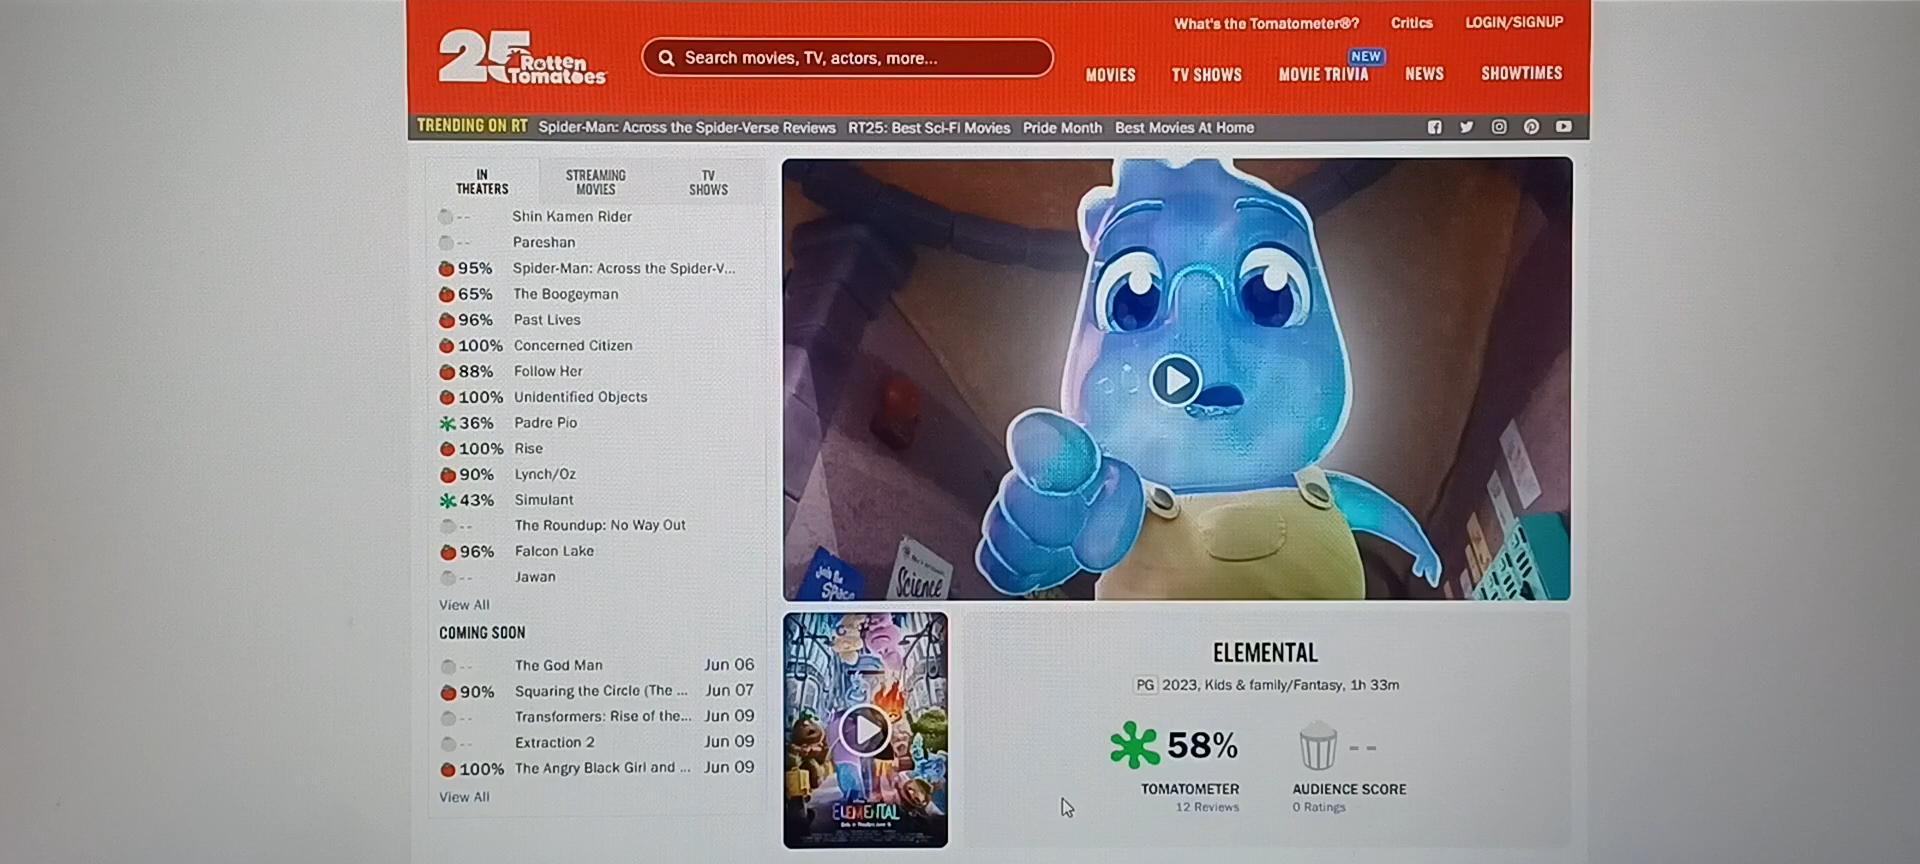 What's the Tomatometer®? Critics LOGIN/SIGNUP
25 Rotten Tomatoes
Search movies, TV, actors, more...
NEW
MOVIES TV SHOWS MOVIE TRIVIA NEWS SHOWTIMES
TRENDING ON RT Spider-Man: Across the Spider-Verse Reviews RT25: Best Sci-Fi Movies Pride Month Best Movies At Home
IN THEATERS STREAMING MOVIES TV SHOWS
-- Shin Kamen Rider
-- Pareshan
95% Spider-Man: Across the Spider-V...
65% The Boogeyman
96% Past Lives
100% Concerned Citizen
88% Follow Her
100% Unidentified Objects
36% Padre Pio
100% Rise
90% Lynch/Oz
43% Simulant
-- The Roundup: No Way Out
96% Falcon Lake
-- Jawan
View All
COMING SOON
-- The God Man Jun 06
90% Squaring the Circle (The ... Jun 07
-- Transformers: Rise of the... Jun 09
-- Extraction 2 Jun 09
100% The Angry Black Girl and ... Jun 09
View All
Join the
Space
Science
ELEMENTAL
ELEMENTAL
PG 2023, Kids & family/Fantasy, 1h 33m
58% --
TOMATOMETER AUDIENCE SCORE
12 Reviews 0 Ratings